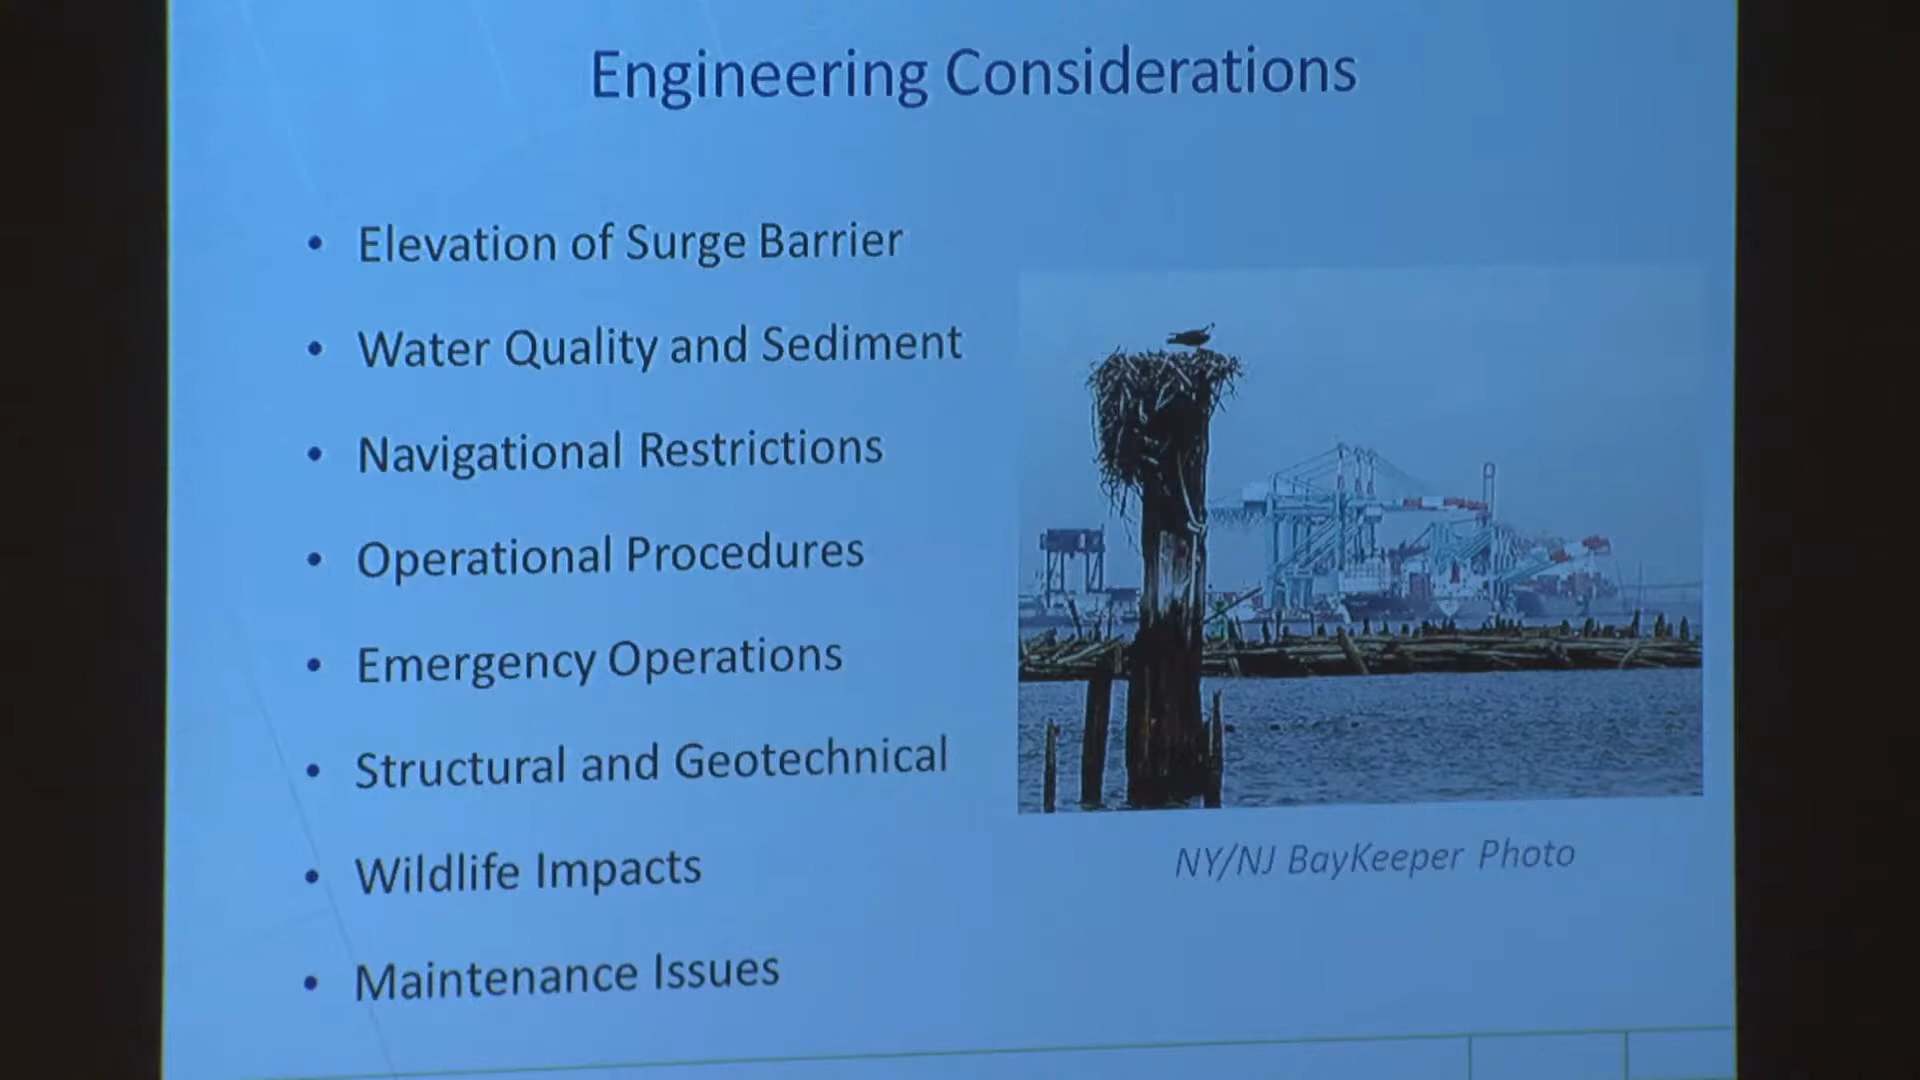 Engineering Considerations
• Elevation of Surge Barrier
• Water Quality and Sediment
• Navigational Restrictions
• Operational Procedures
• Emergency Operations
• Structural and Geotechnical
• Wildlife Impacts
• Maintenance Issues
NY/NJ BayKeeper Photo